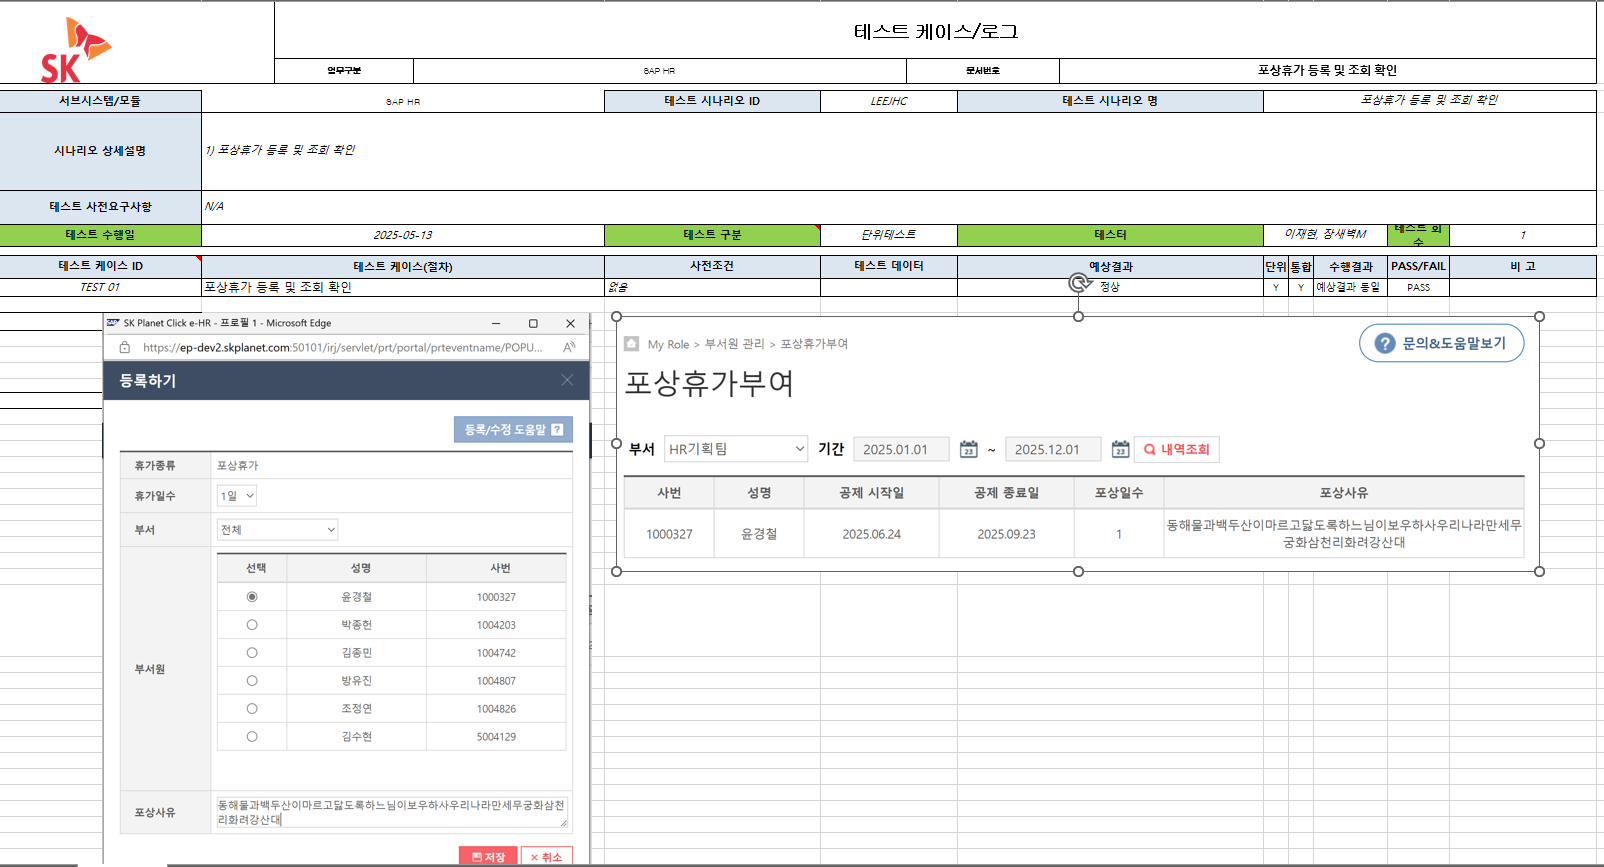 SK
테스트 케이스/로그
업무구분 SAP HR 문서번호 포상휴가 등록 및 조회 확인
서브시스템/모듈 SAP HR 테스트 시나리오 ID LEE/HC 테스트 시나리오 명 포상휴가 등록 및 조회 확인
시나리오 상세설명 1) 포상휴가 등록 및 조회 확인
테스트 사전요구사항 N/A
테스트 수행일 2025-05-13 테스트 구분 단위테스트 테스터 이재현, 장새벽M 테스트 회수 1
테스트 케이스 ID 테스트 케이스(절차) 사전조건 테스트 데이터 예상결과 단위 통합 수행결과 PASS/FAIL 비 고
TEST 01 포상휴가 등록 및 조회 확인 없음 정상 Y Y 예상결과 동일 PASS
SAP SK Planet Click e-HR - 프로필 1 - Microsoft Edge
https://ep-dev2.skplanet.com:50101/irj/servlet/prt/portal/prteventname/POPU...
등록하기
등록/수정 도움말 ?
휴가종류 포상휴가
휴가일수 1일
부서 전체
부서원
선택 성명 사번
윤경철 1000327
박종헌 1004203
김종민 1004742
방유진 1004807
조정연 1004826
김수현 5004129
포상사유
동해물과백두산이마르고닳도록하느님이보우하사우리나라만세무궁화삼천
리화려강산대
저장 취소
My Role > 부서원 관리 > 포상휴가부여
? 문의&도움말보기
포상휴가부여
부서 HR기획팀 기간 2025.01.01 23 ~ 2025.12.01 23 내역조회
사번 성명 공제 시작일 공제 종료일 포상일수 포상사유
1000327 윤경철 2025.06.24 2025.09.23 1 동해물과백두산이마르고닳도록하느님이보우하사우리나라만세무
궁화삼천리화려강산대